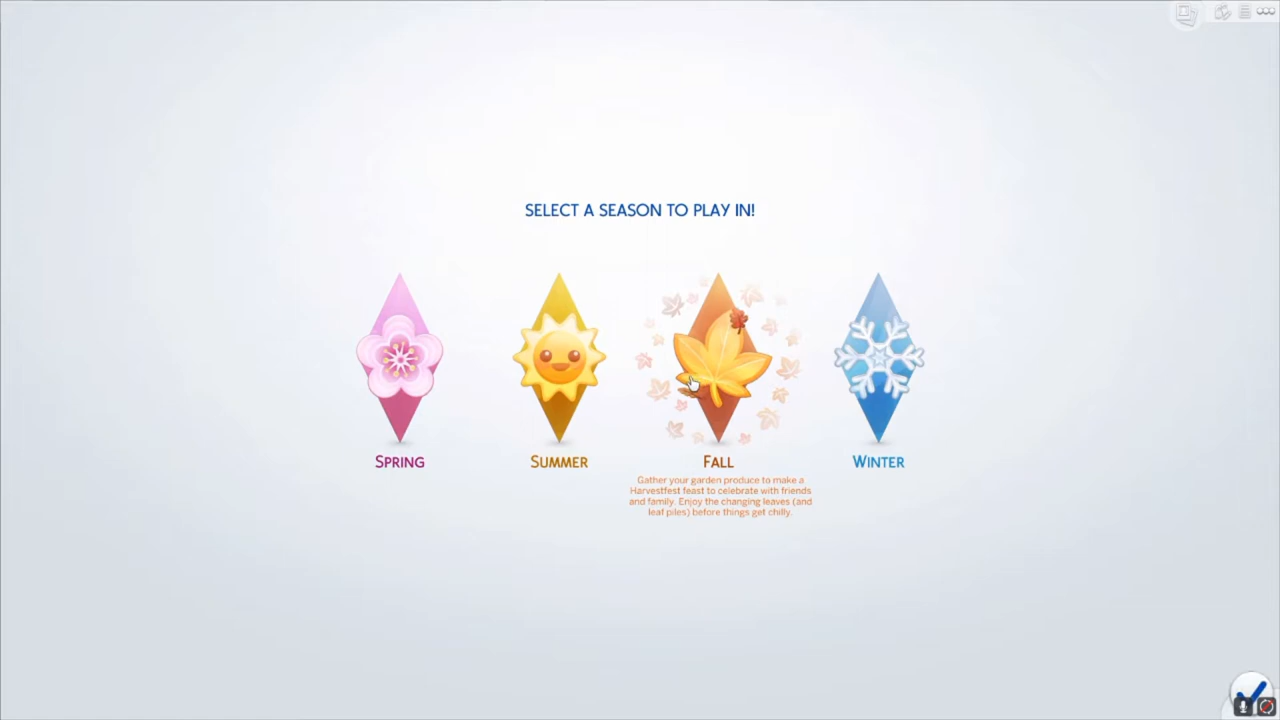 SELECT A SEASON TO PLAY IN!
SPRING
SUMMER
FALL
WINTER
Gather your garden produce to make a
Harvestfest feast to celebrate with friends
and family. Enjoy the changing leaves (and
leaf piles) before things get chilly.